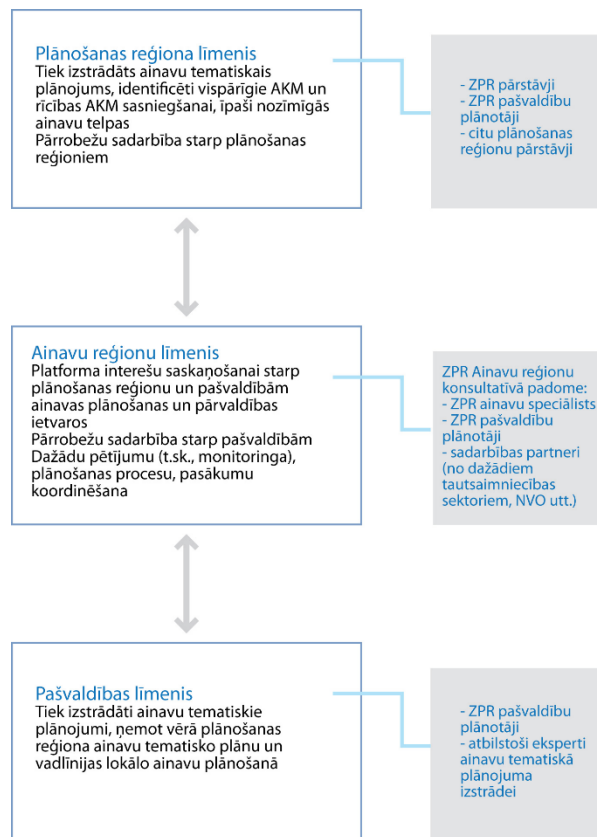 Plānošanas reģiona līmenis
Tiek izstrādāts ainavu tematiskais
plānojums, identificēti vispārīgie AKM un
rīcības AKM sasniegšanai, īpaši nozīmīgās
ainavu telpas
Pārrobežu sadarbība starp plānošanas
reģioniem
- ZPR pārstāvji
- ZPR pašvaldību
plānotāji
- citu plānošanas
reģionu pārstāvji
Ainavu reģionu līmenis
Platforma interešu saskaņošanai starp
plānošanas reģionu un pašvaldībām
ainavas plānošanas un pārvaldības
ietvaros
Pārrobežu sadarbība starp pašvaldībām
Dažādu pētījumu (t.sk., monitoringa),
plānošanas procesu, pasākumu
koordinēšana
ZPR Ainavu reģionu
konsultatīvā padome:
- ZPR ainavu speciālists
- ZPR pašvaldību
plānotāji
- sadarbības partneri
(no dažādiem
tautsaimniecības
sektoriem, NVO utt.)
Pašvaldības līmenis
Tiek izstrādāti ainavu tematiskie
plānojumi, ņemot vērā plānošanas
reģiona ainavu tematisko plānu un
vadlīnijas lokālo ainavu plānošanā
- ZPR pašvaldību
plānotāji
- atbilstoši eksperti
ainavu tematiskā
plānojuma
izstrādei